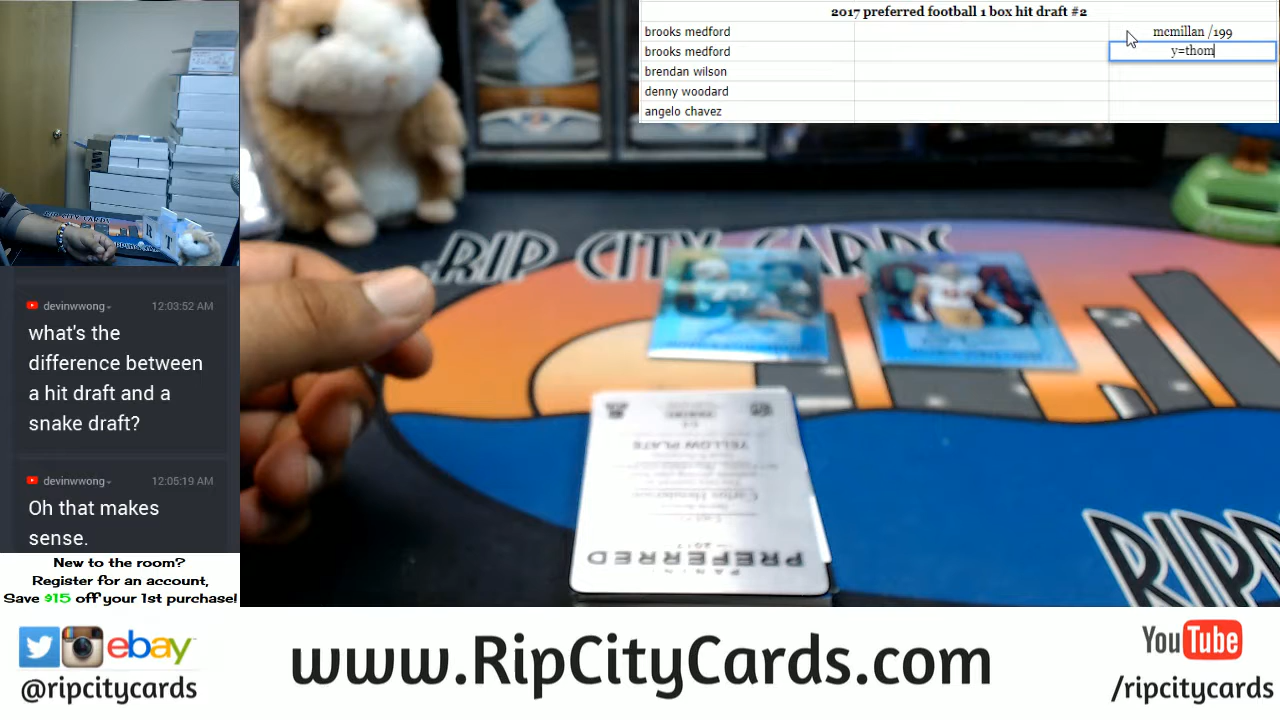 2017 preferred football 1 box hit draft #2
brooks medford
mcmillan /199
brooks medford
y=thom
brendan wilson
denny woodard
angelo chavez
RIP CITY CARDS
devinwwong
12:03:52 AM
what's the
difference between
a hit draft and a
snake draft?
devinwwong
12:05:19 AM
Oh that makes
sense.
YELLOW PLATE
2017
PREFERRED
New to the room?
Register for an account,
Save $15 off your 1st purchase!
ebay
@ripcitycards
www.RipCityCards.com
YouTube
/ripcitycards